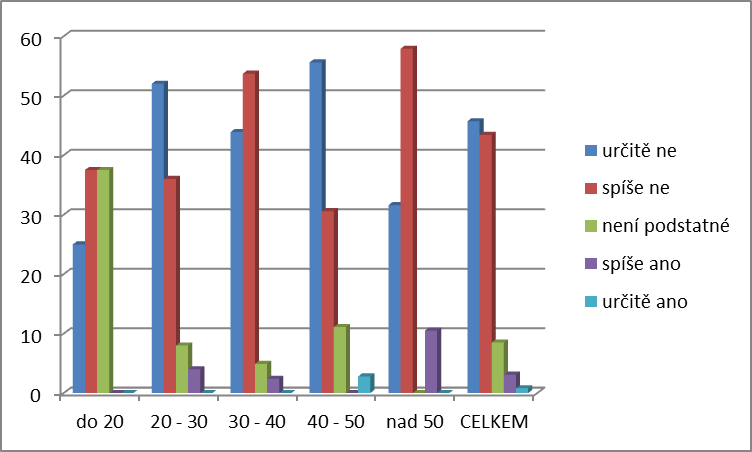 60
50
40
30
20
10
0
do 20
20 - 30
30 - 40
40 - 50
nad 50
CELKEM
určitě ne
spíše ne
není podstatné
spíše ano
určitě ano